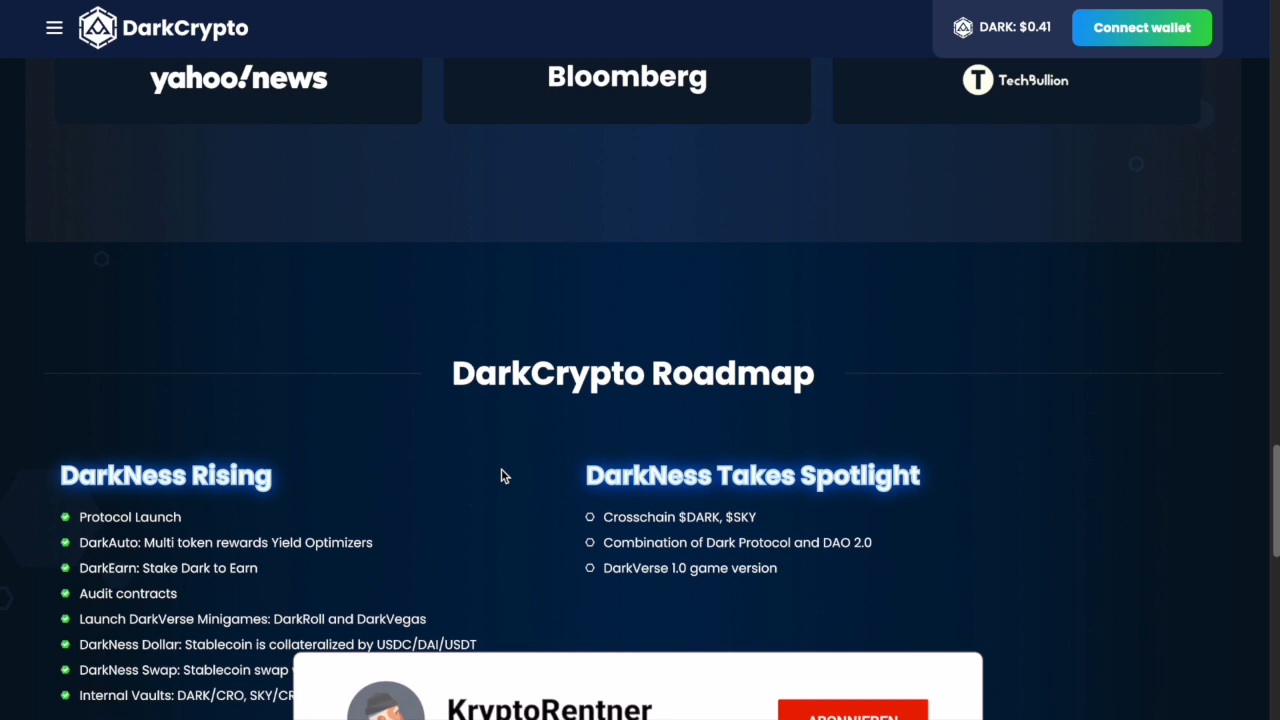 DarkCrypto
DARK: $0.41
Connect wallet
yahoo!news
Bloomberg
T TechBullion
DarkCrypto Roadmap
DarkNess Rising
Protocol Launch
DarkAuto: Multi token rewards Yield Optimizers
DarkEarn: Stake Dark to Earn
Audit contracts
Launch DarkVerse Minigames: DarkRoll and DarkVegas
DarkNess Dollar: Stablecoin is collateralized by USDC/DAI/USDT
DarkNess Swap: Stablecoin swap
Internal Vaults: DARK/CRO, SKY/CR
DarkNess Takes Spotlight
Crosschain $DARK, $SKY
Combination of Dark Protocol and DAO 2.0
DarkVerse 1.0 game version
KryptoRentner
ABONNIEREN